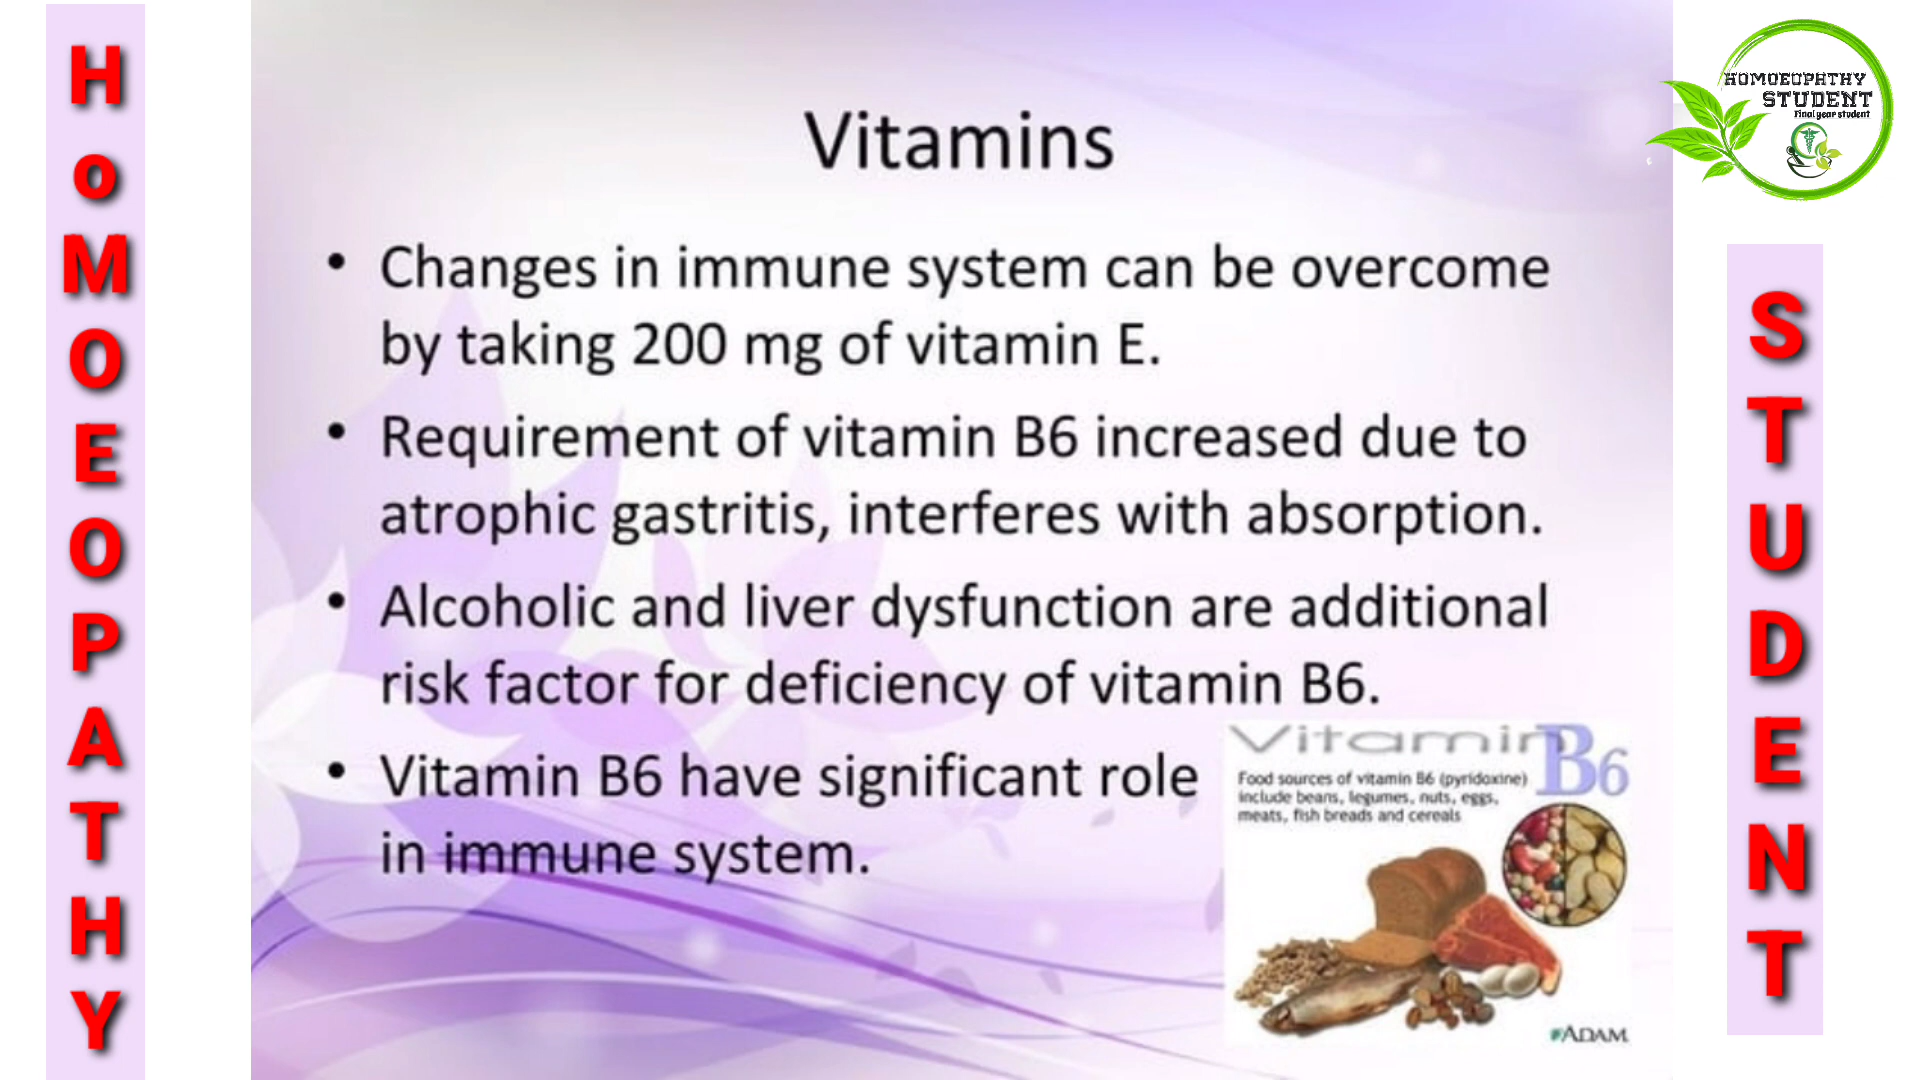 HoMOEOPATHY
Vitamins
• Changes in immune system can be overcome
by taking 200 mg of vitamin E.
• Requirement of vitamin B6 increased due to
atrophic gastritis, interferes with absorption.
• Alcoholic and liver dysfunction are additional
risk factor for deficiency of vitamin B6.
• Vitamin B6 have significant role
in immune system.
Vitamin B6
Food sources of vitamin B6 (pyridoxine)
include beans, legumes, nuts, eggs,
meats, fish breads and cereals
ADAM
HOMOEOPHTHY
STUDENT
Final year student
STUDENT